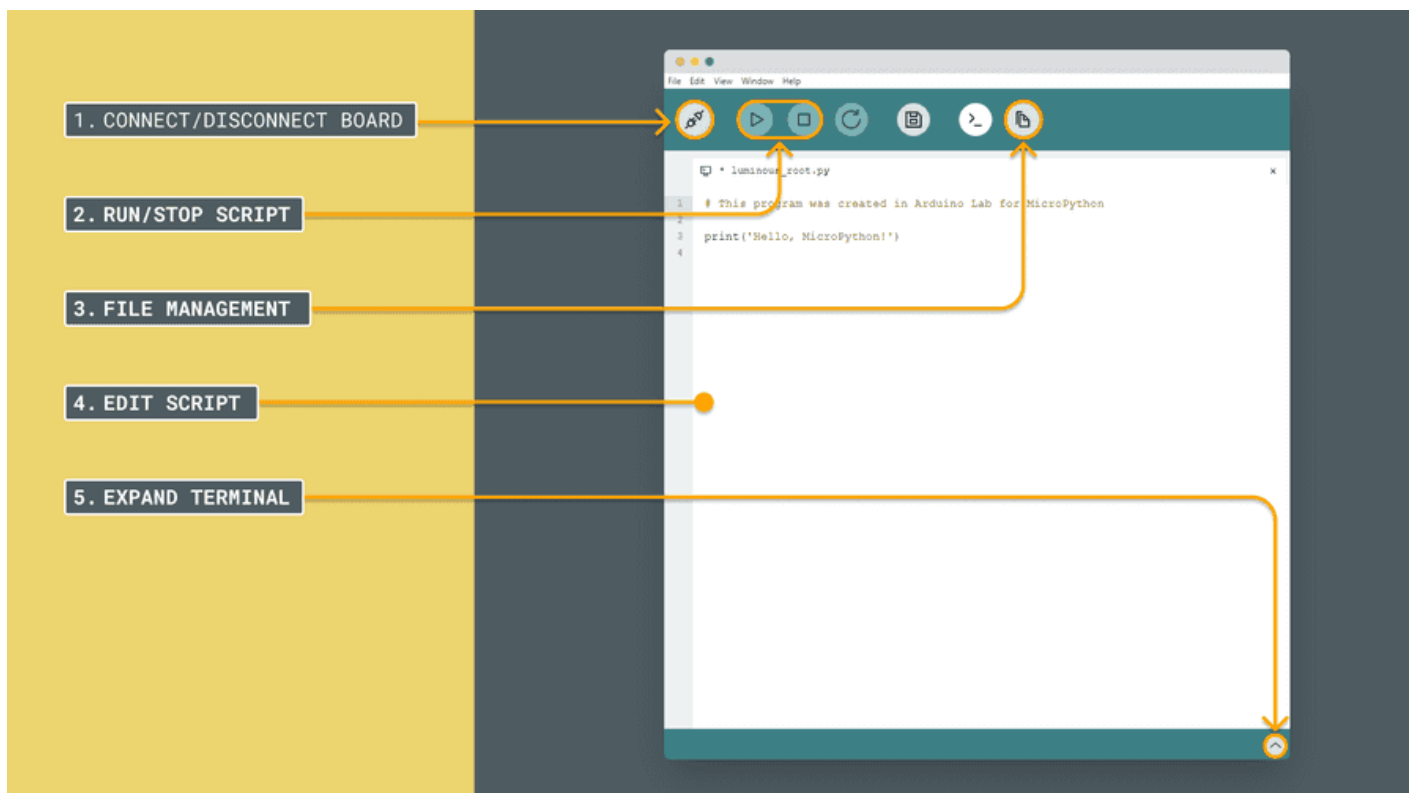 File Edit View Window Help
1. CONNECT/DISCONNECT BOARD
* luminous_root.py
1 # This program was created in Arduino Lab for MicroPython
2. RUN/STOP SCRIPT
2
3 print('Hello, MicroPython!')
4
3. FILE MANAGEMENT
4. EDIT SCRIPT
5. EXPAND TERMINAL